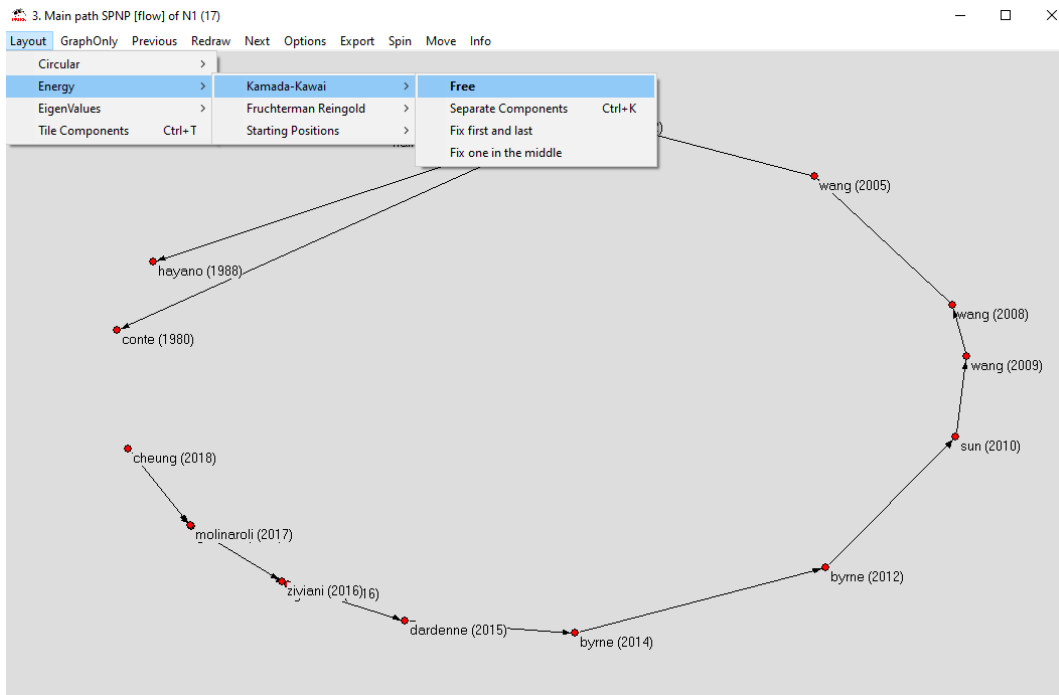 3. Main path SPNP [flow] of N1 (17)
Layout GraphOnly Previous Redraw Next Options Export Spin Move Info
Circular
Energy
EigenValues
Tile Components Ctrl+T
Kamada-Kawai
Fruchterman Reingold
Starting Positions
Free
Separate Components Ctrl+K
Fix first and last
Fix one in the middle
wang (2005)
hayano (1988)
wang (2008)
conte (1980)
wang (2009)
sun (2010)
cheung (2018)
molinaroli (2017)
byrne (2012)
ziviani (2016)16)
dardenne (2015)
byrne (2014)